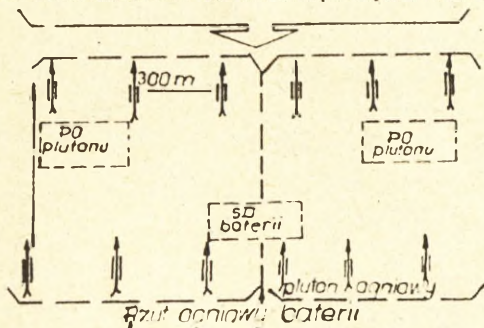 300 m
PO
plutonu
PO
plutonu
SD
baterii
pluton ogniowy
Rzut ogniowy baterii